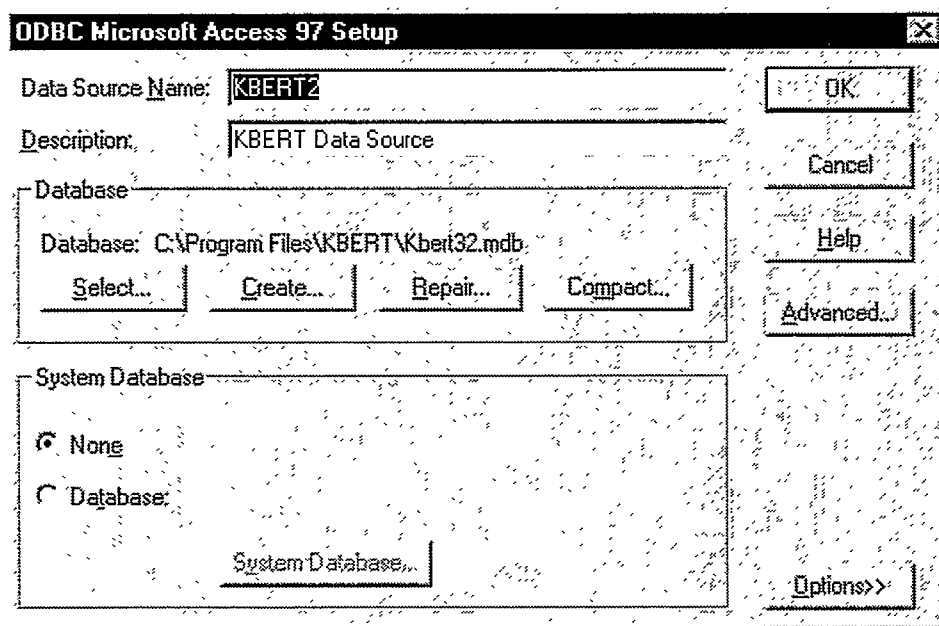 ODBC Microsoft Access 97 Setup
Data Source Name: KBERT2
OK
Description: KBERT Data Source
Cancel
Database
Database: C:\Program Files\KBERT\Kbert32.mdb
Help
Select... Create... Repair... Compact...
Advanced...
System Database
None
Database:
System Database...
Options>>